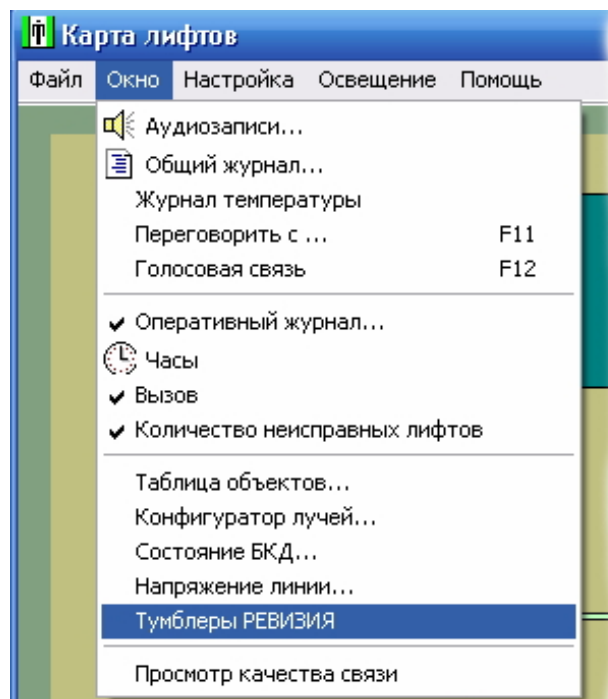 Карта лифтов
Файл Окно Настройка Освещение Помощь
Аудиозаписи...
Общий журнал...
Журнал температуры
Переговорить с ... F11
Голосовая связь F12
Оперативный журнал...
Часы
Вызов
Количество неисправных лифтов
Таблица объектов...
Конфигуратор лучей...
Состояние БКД...
Напряжение линии...
Тумблеры РЕВИЗИЯ
Просмотр качества связи